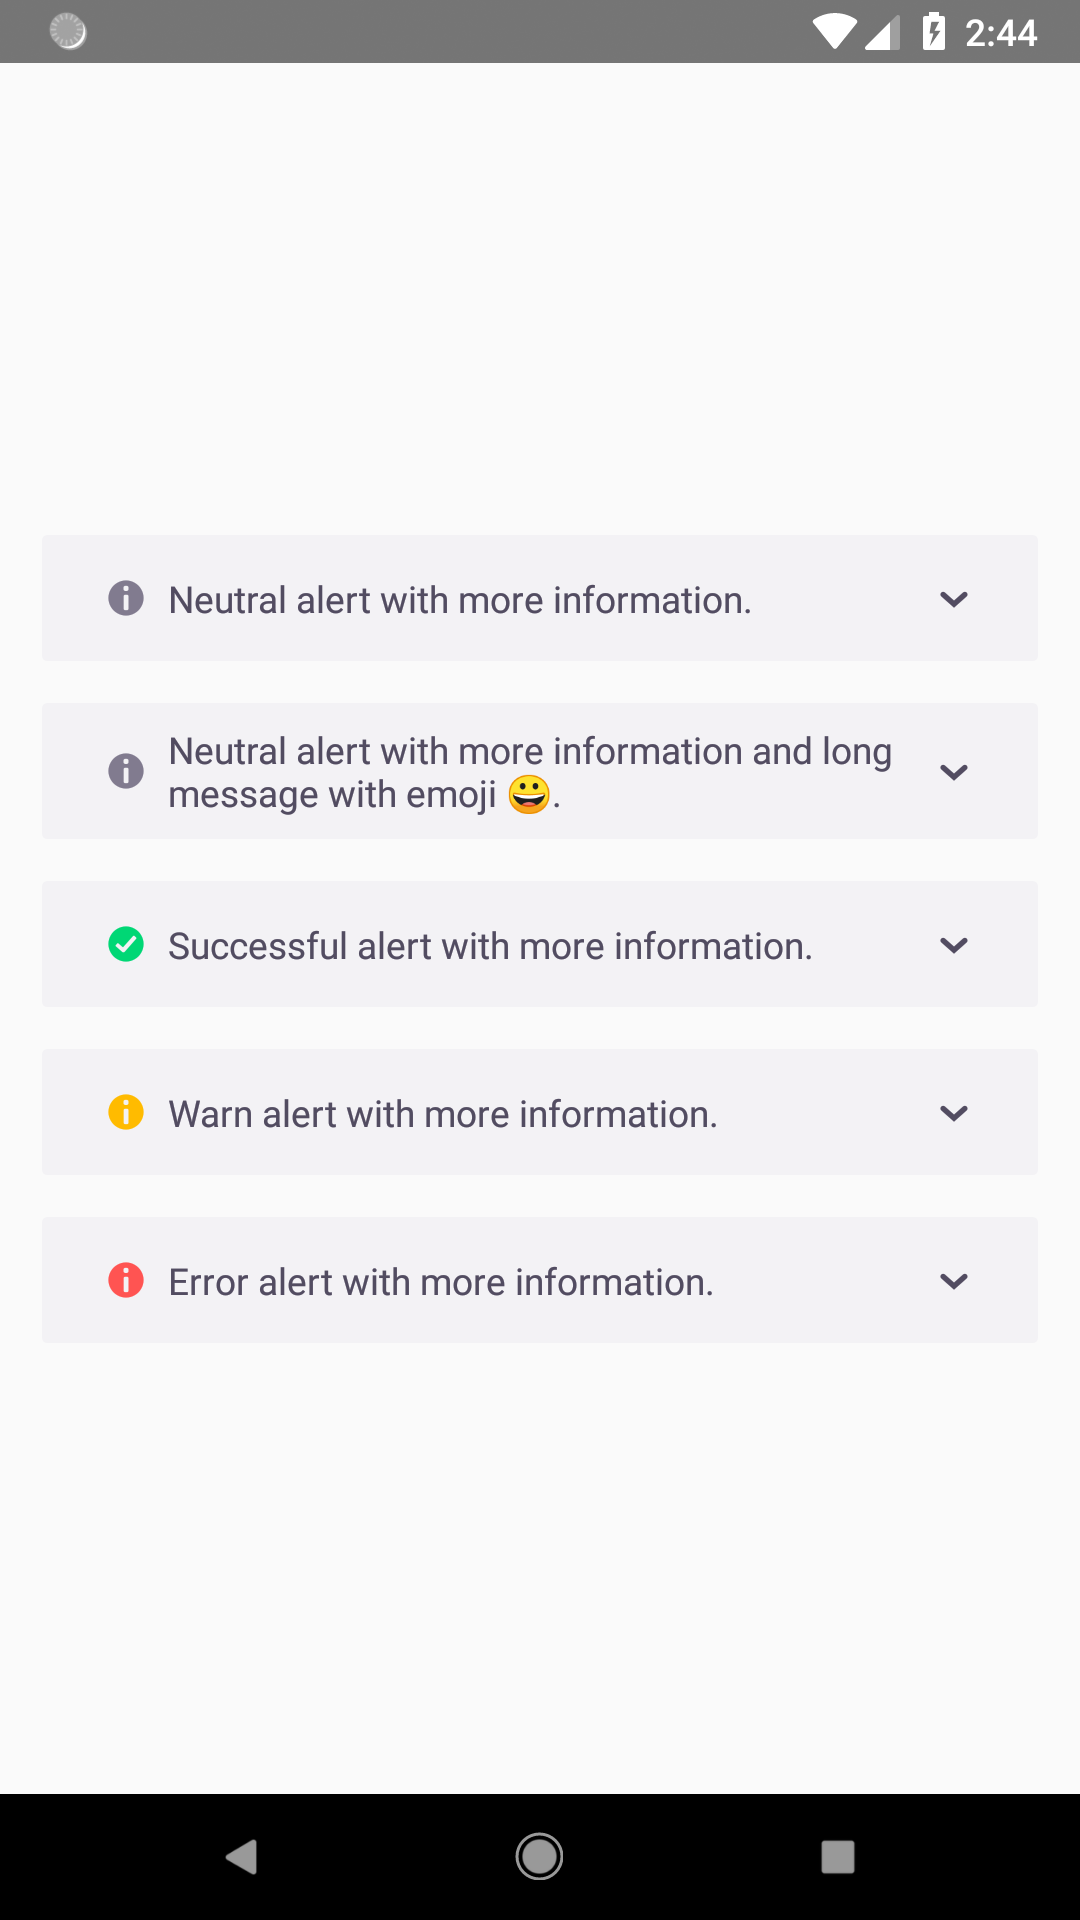 2:44
Neutral alert with more information.
Neutral alert with more information and long
message with emoji 😀.
Successful alert with more information.
Warn alert with more information.
Error alert with more information.